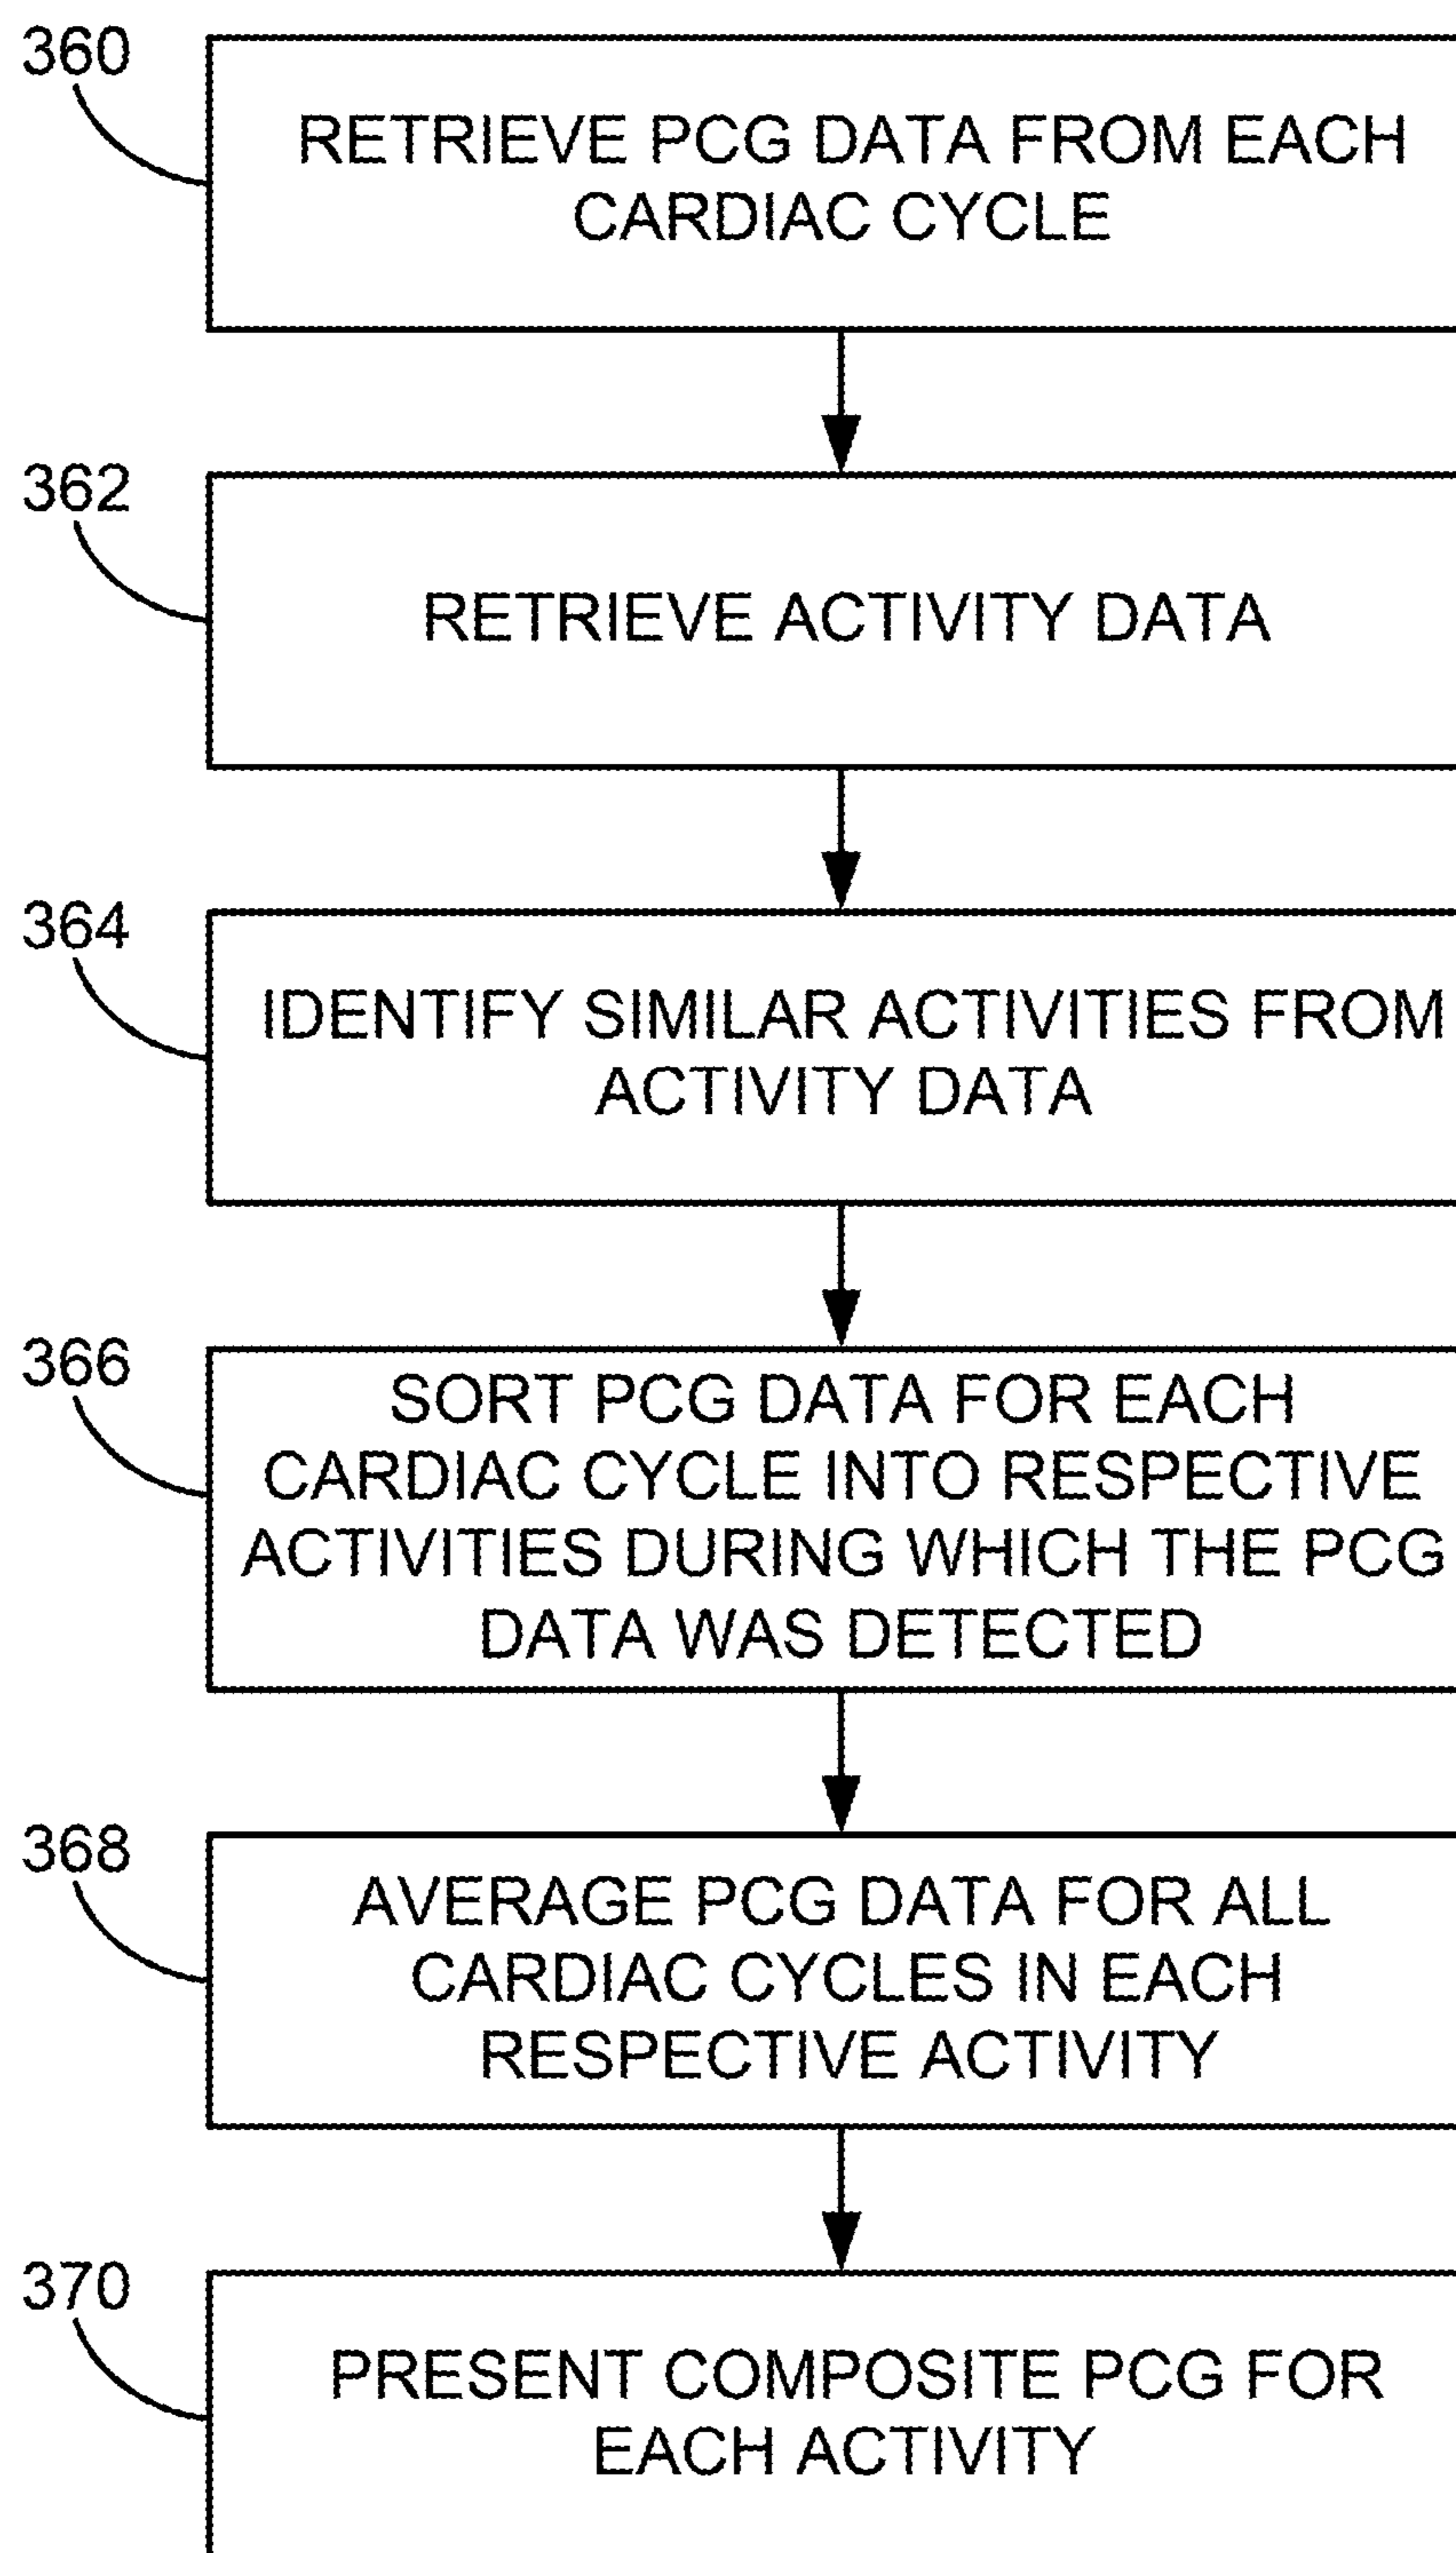 360
RETRIEVE PCG DATA FROM EACH
CARDIAC CYCLE
362
RETRIEVE ACTIVITY DATA
364
IDENTIFY SIMILAR ACTIVITIES FROM
ACTIVITY DATA
366
SORT PCG DATA FOR EACH
CARDIAC CYCLE INTO RESPECTIVE
ACTIVITIES DURING WHICH THE PCG
DATA WAS DETECTED
368
AVERAGE PCG DATA FOR ALL
CARDIAC CYCLES IN EACH
RESPECTIVE ACTIVITY
370
PRESENT COMPOSITE PCG FOR
EACH ACTIVITY